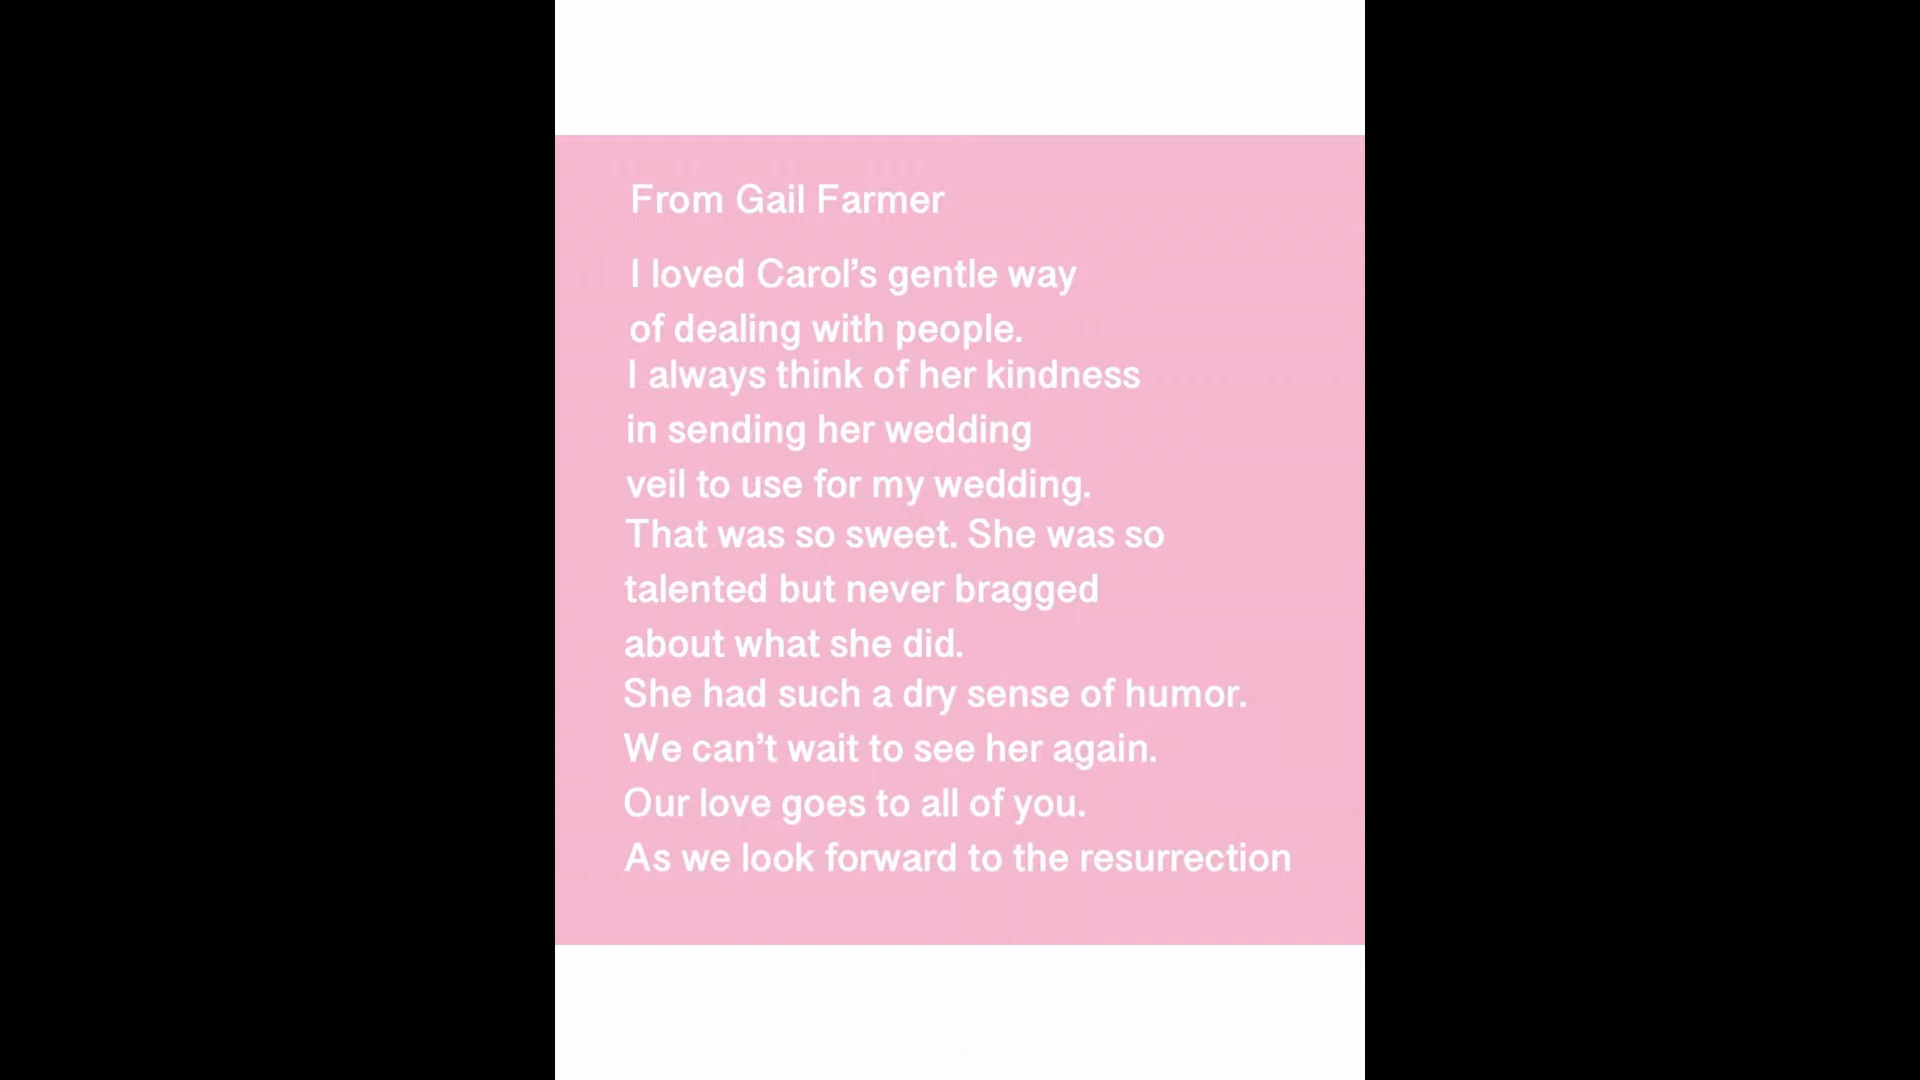 From Gail Farmer
I loved Carol’s gentle way
of dealing with people.
I always think of her kindness
in sending her wedding
veil to use for my wedding.
That was so sweet. She was so
talented but never bragged
about what she did.
She had such a dry sense of humor.
We can’t wait to see her again.
Our love goes to all of you.
As we look forward to the resurrection